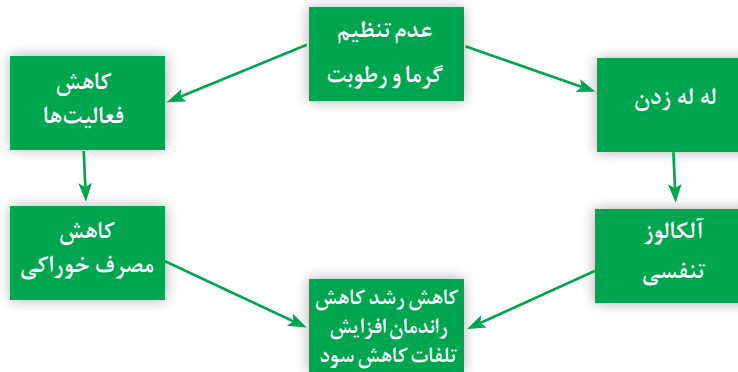 عدم تنظیم
گرما و رطوبت
له له زدن
کاهش
فعالیت‌ها
آلکالوز
تنفسی
کاهش
مصرف خوراکی
کاهش رشد کاهش
راندمان افزایش
تلفات کاهش سود